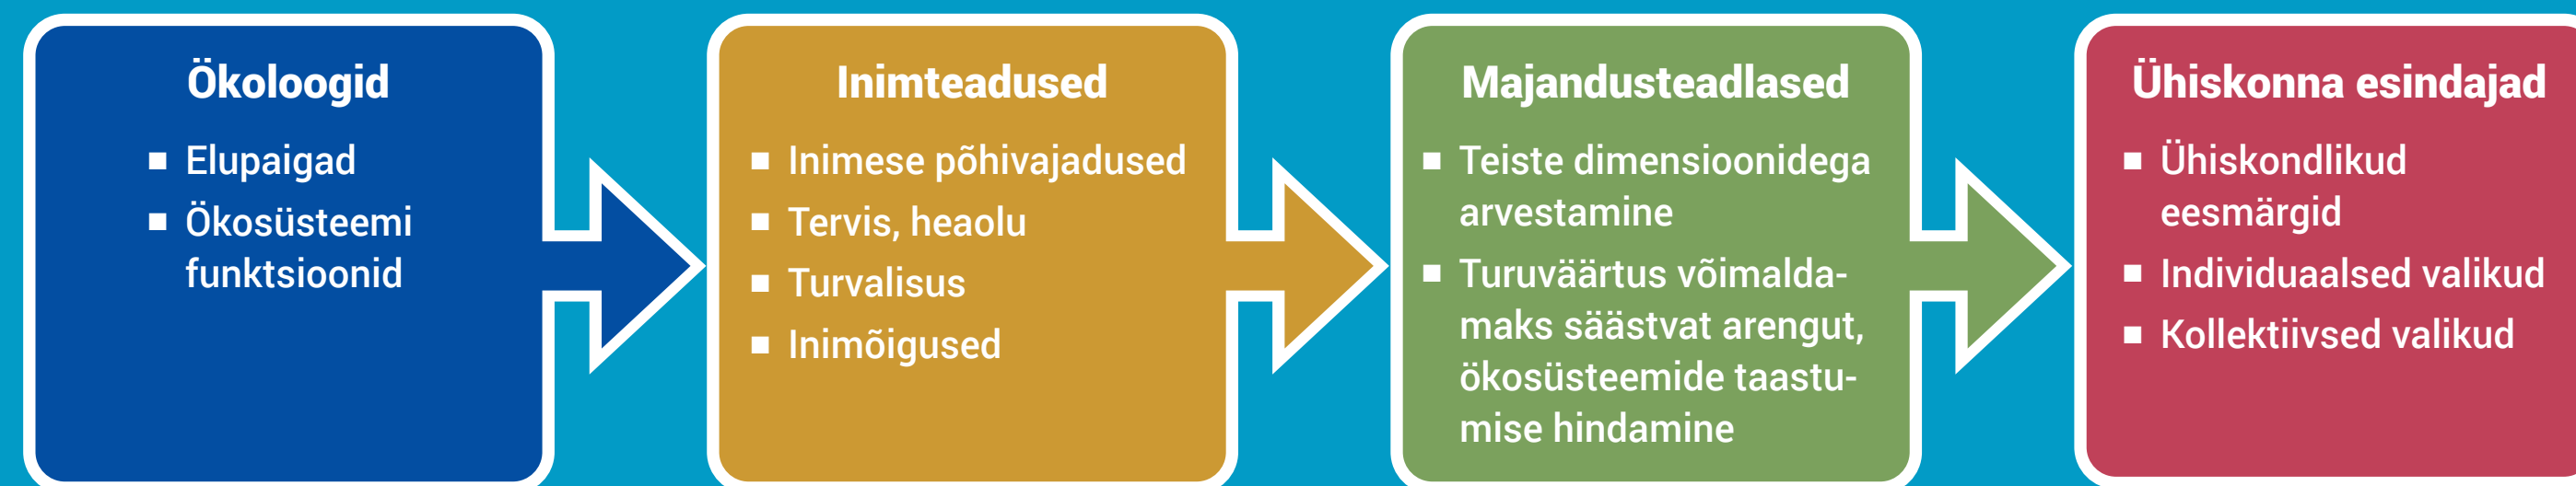 Ökoloogid
▪ Elupaigad
▪ Ökosüsteemi
funktsioonid
Inimteadused
▪ Inimese põhivajadused
▪ Tervis, heaolu
▪ Turvalisus
▪ Inimõigused
Majandusteadlased
▪ Teiste dimensioonidega
arvestamine
▪ Turuväärtus võimalda-
maks säästvat arengut,
ökosüsteemide taastu-
mise hindamine
Ühiskonna esindajad
▪ Ühiskondlikud
eesmärgid
▪ Individuaalsed valikud
▪ Kollektiivsed valikud